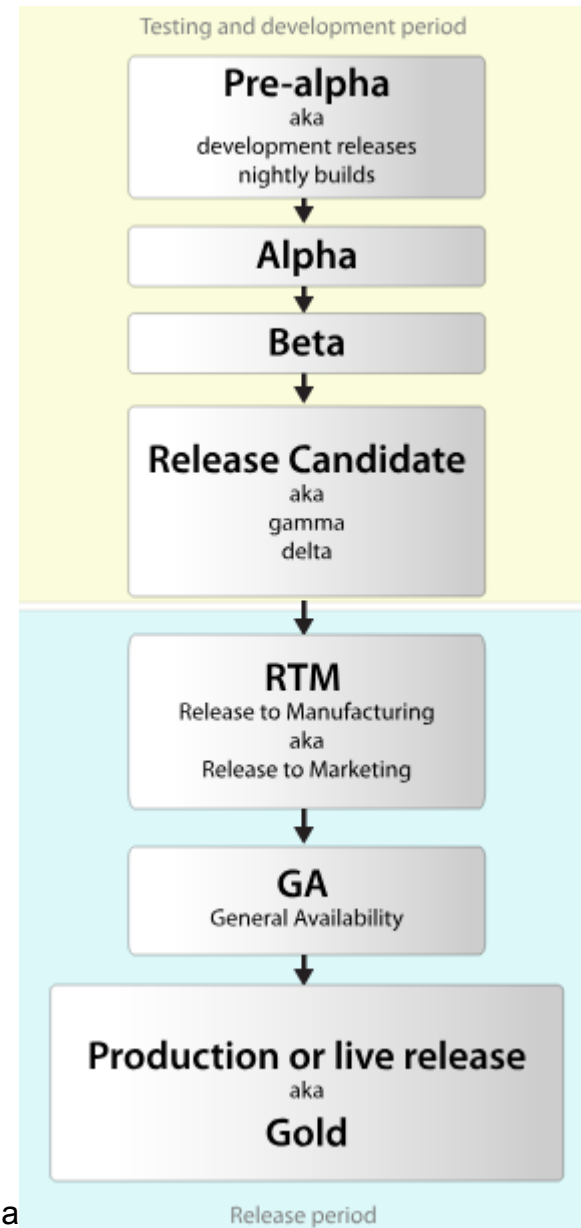 Testing and development period
Pre-alpha
aka
development releases
nightly builds
Alpha
Beta
Release Candidate
aka
gamma
delta
RTM
Release to Manufacturing
aka
Release to Marketing
GA
General Availability
Production or live release
aka
Gold
a
Release period